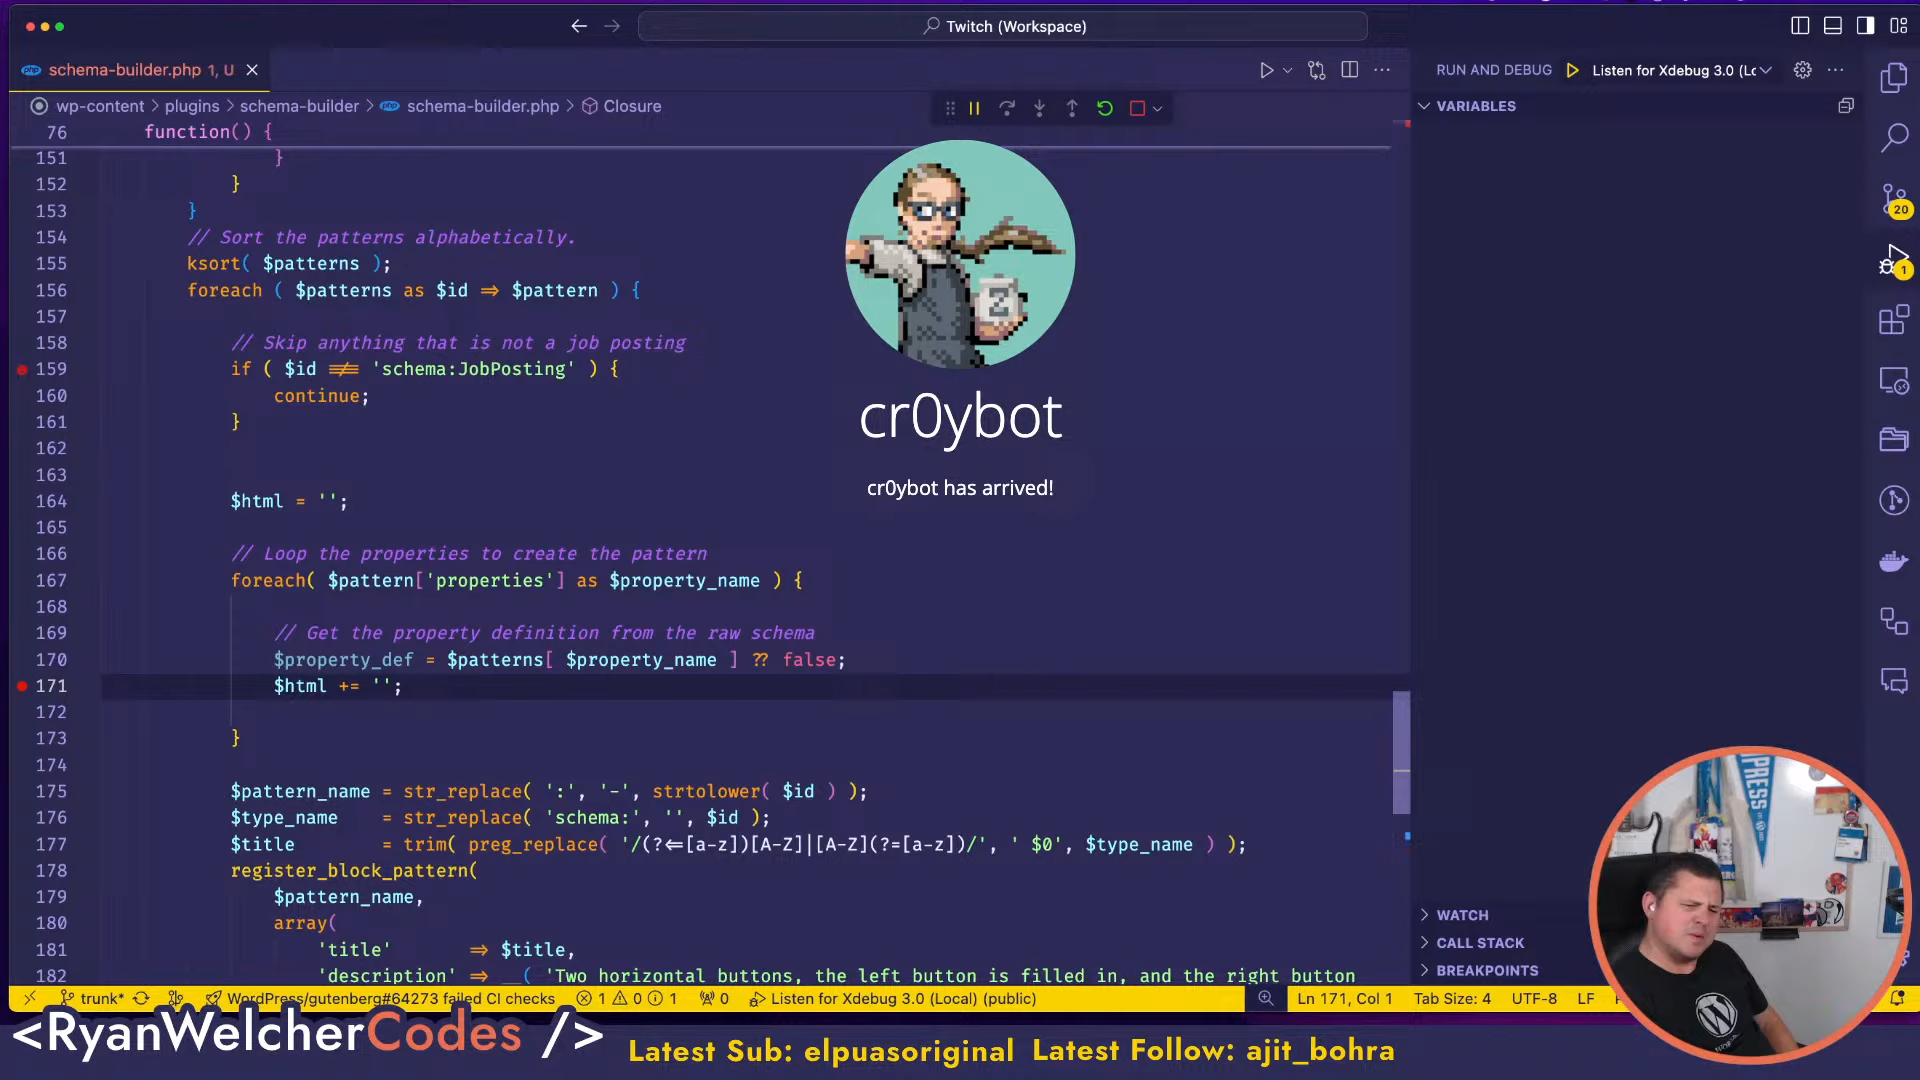 Twitch (Workspace)
php schema-builder.php 1, U
RUN AND DEBUG Listen for Xdebug 3.0 (Lc
wp-content > plugins > schema-builder > php schema-builder.php > Closure
VARIABLES
76 function() {
151 }
152 }
153 }
154 // Sort the patterns alphabetically.
155 ksort( $patterns );
156 foreach ( $patterns as $id => $pattern ) {
157
158 // Skip anything that is not a job posting
159 if ( $id !== 'schema:JobPosting' ) {
160 continue;
161 }
162
163
164 $html = '';
165
166 // Loop the properties to create the pattern
167 foreach( $pattern['properties'] as $property_name ) {
168
169 // Get the property definition from the raw schema
170 $property_def = $patterns[ $property_name ] ?? false;
171 $html += '';
172
173 }
174
175 $pattern_name = str_replace( ':', '-', strtolower( $id ) );
176 $type_name = str_replace( 'schema:', '', $id );
177 $title = trim( preg_replace( '/(?<=[a-z])[A-Z]|[A-Z](?=[a-z])/', ' $0', $type_name ) );
178 register_block_pattern(
179 $pattern_name,
180 array(
181 'title' => $title,
182 'description' => __( 'Two horizontal buttons, the left button is filled in, and the right button
cr0ybot
cr0ybot has arrived!
20
1
WATCH
CALL STACK
BREAKPOINTS
trunk* WordPress/gutenberg#64273 failed CI checks 1 0 1 0 Listen for Xdebug 3.0 (Local) (public) Ln 171, Col 1 Tab Size: 4 UTF-8 LF
<RyanWelcherCodes />
Latest Sub: elpuasoriginal Latest Follow: ajit_bohra